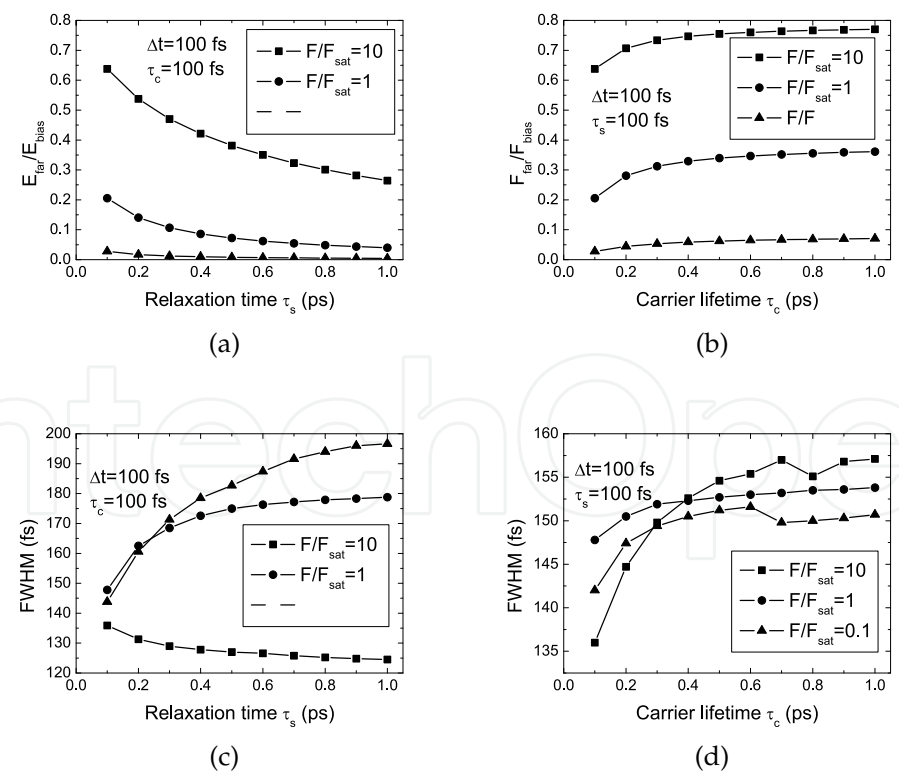 0.8
0.7
0.6
0.5
0.4
0.3
0.2
0.1
0.0
E_far/E_bias
Δt=100 fs
τ_c=100 fs
F/F_sat=10
F/F_sat=1
0.0 0.2 0.4 0.6 0.8 1.0
Relaxation time τ_s (ps)
(a)
0.8
0.7
0.6
0.5
0.4
0.3
0.2
0.1
0.0
F_far/F_bias
Δt=100 fs
τ_s=100 fs
F/F_sat=10
F/F_sat=1
F/F
0.0 0.2 0.4 0.6 0.8 1.0
Carrier lifetime τ_c (ps)
(b)
200
190
180
170
160
150
140
130
120
FWHM (fs)
Δt=100 fs
τ_c=100 fs
F/F_sat=10
F/F_sat=1
0.0 0.2 0.4 0.6 0.8 1.0
Relaxation time τ_s (ps)
(c)
160
155
150
145
140
135
FWHM (fs)
Δt=100 fs
τ_s=100 fs
F/F_sat=10
F/F_sat=1
F/F_sat=0.1
0.0 0.2 0.4 0.6 0.8 1.0
Carrier lifetime τ_c (ps)
(d)
ntechOpe